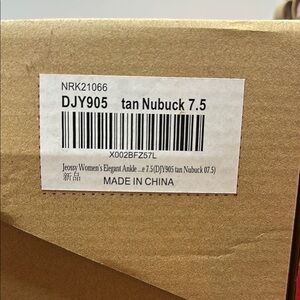 NRK21066
DJY905 tan Nubuck 7.5
X002BFZ57L
Jeossy Women's Elegant Ankle ...e 7.5(DJY905 tan Nubuck 07.5)
新品
MADE IN CHINA